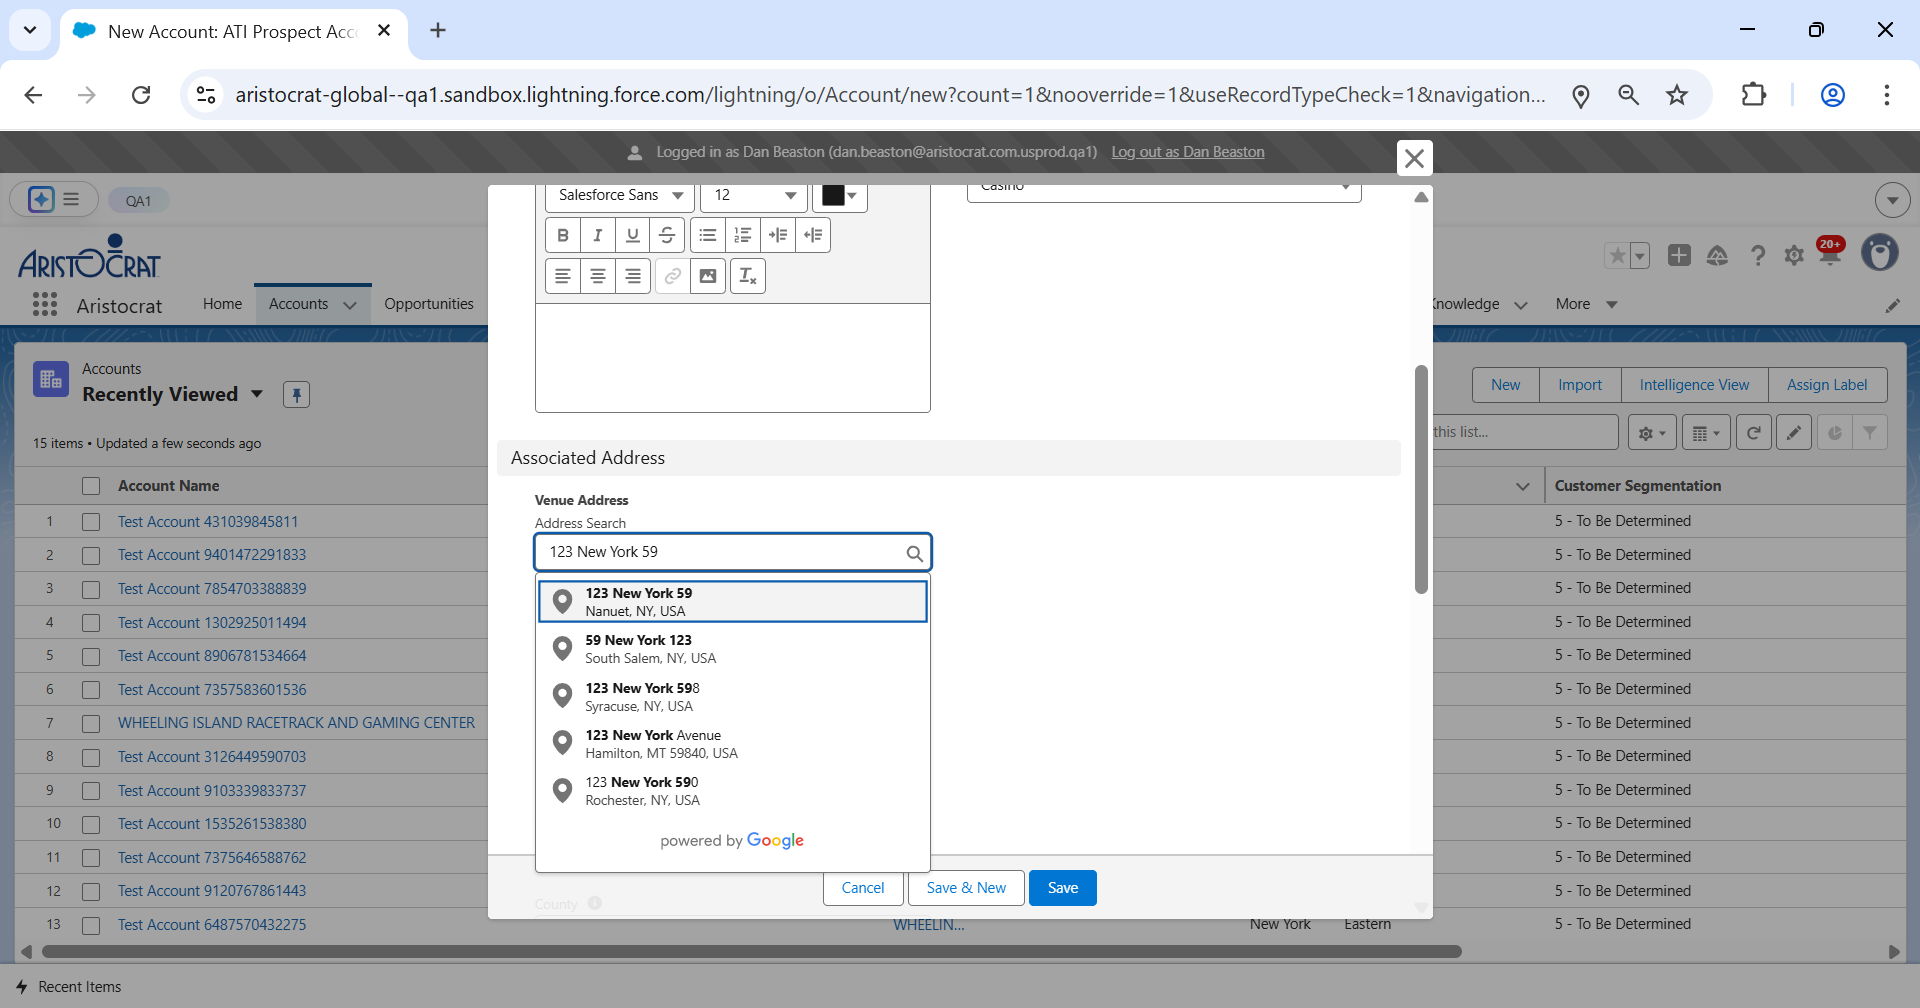 New Account: ATI Prospect Acc
aristocrat-global--qa1.sandbox.lightning.force.com/lightning/o/Account/new?count=1&nooverride=1&useRecordTypeCheck=1&navigation...
Logged in as Dan Beaston (dan.beaston@aristocrat.com.usprod.qa1) Log out as Dan Beaston
QA1
ARISTOCRAT
20+
Aristocrat
Home
Accounts
Opportunities
Knowledge
More
Accounts
Recently Viewed
15 items • Updated a few seconds ago
New
Import
Intelligence View
Assign Label
this list...
Account Name
Customer Segmentation
1 Test Account 431039845811 5 - To Be Determined
2 Test Account 9401472291833 5 - To Be Determined
3 Test Account 7854703388839 5 - To Be Determined
4 Test Account 1302925011494 5 - To Be Determined
5 Test Account 8906781534664 5 - To Be Determined
6 Test Account 7357583601536 5 - To Be Determined
7 WHEELING ISLAND RACETRACK AND GAMING CENTER 5 - To Be Determined
8 Test Account 3126449590703 5 - To Be Determined
9 Test Account 9103339833737 5 - To Be Determined
10 Test Account 1535261538380 5 - To Be Determined
11 Test Account 7375646588762 5 - To Be Determined
12 Test Account 9120767861443 5 - To Be Determined
13 Test Account 6487570432275 WHEELIN... New York Eastern 5 - To Be Determined
Salesforce Sans
12
Casino
Associated Address
Venue Address
Address Search
123 New York 59
123 New York 59
Nanuet, NY, USA
59 New York 123
South Salem, NY, USA
123 New York 598
Syracuse, NY, USA
123 New York Avenue
Hamilton, MT 59840, USA
123 New York 590
Rochester, NY, USA
powered by Google
County
Cancel
Save & New
Save
Recent Items